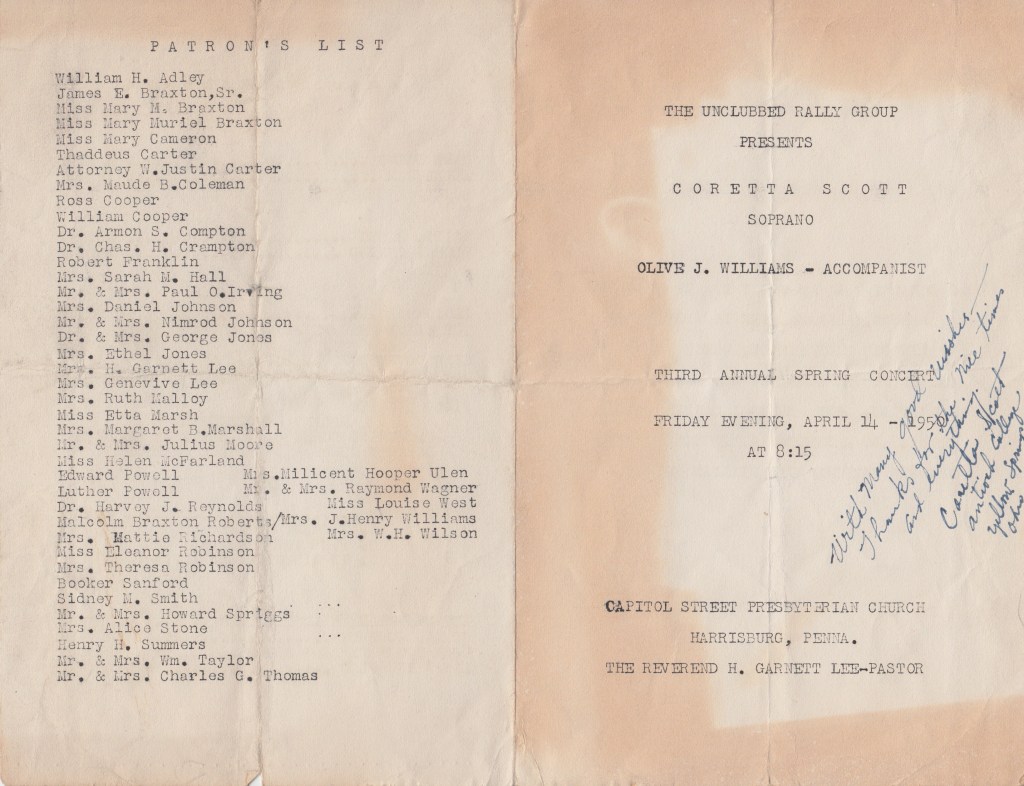 PATRON'S LIST
William H. Adley
James E. Braxton,Sr.
Miss Mary M. Braxton
Miss Mary Muriel Braxton
Miss Mary Cameron
Thaddeus Carter
Attorney W.Justin Carter
Mrs. Maude B.Coleman
Ross Cooper
William Cooper
Dr. Armon S. Compton
Dr. Chas. H. Crampton
Robert Franklin
Mrs. Sarah M. Hall
Mr. & Mrs. Paul O.Irving
Mrs. Daniel Johnson
Mr. & Mrs. Nimrod Johnson
Dr. & Mrs. George Jones
Mrs. Ethel Jones
Mrs. H. Garnett Lee
Mrs. Genevive Lee
Mrs. Ruth Malloy
Miss Etta Marsh
Mrs. Margaret B.Marshall
Mr. & Mrs. Julius Moore
Miss Helen McFarland
Edward Powell Mrs.Milicent Hooper Ulen
Luther Powell Mr. & Mrs. Raymond Wagner
Dr. Harvey J. Reynolds Miss Louise West
Malcolm Braxton Roberts/Mrs. J.Henry Williams
Mrs. Mattie Richardson Mrs. W.H. Wilson
Miss Eleanor Robinson
Mrs. Theresa Robinson
Booker Sanford
Sidney M. Smith
Mr. & Mrs. Howard Spriggs
Mrs. Alice Stone
Henry H. Summers
Mr. & Mrs. Wm. Taylor
Mr. & Mrs. Charles G. Thomas
THE UNCLUBBED RALLY GROUP
PRESENTS
CORETTA SCOTT
SOPRANO
OLIVE J. WILLIAMS - ACCOMPANIST
THIRD ANNUAL SPRING CONCERT
FRIDAY EVENING, APRIL 14 - 1950
AT 8:15
With Many good wishes
Thanks for the nice times
and everything.
Coretta Scott
Antioch College
Yellow Springs
Ohio
CAPITOL STREET PRESBYTERIAN CHURCH
HARRISBURG, PENNA.
THE REVEREND H. GARNETT LEE-PASTOR